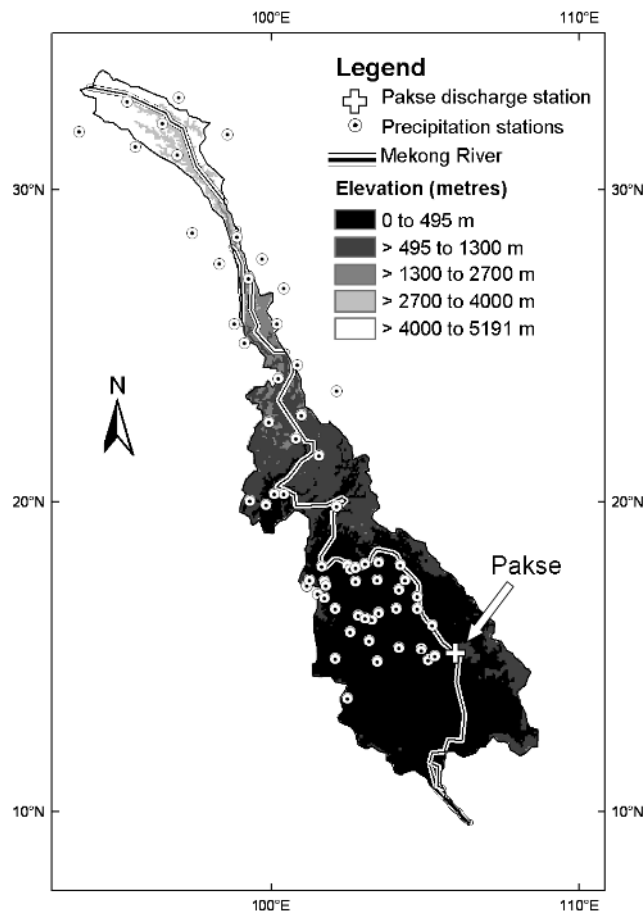 100°E
110°E
Legend
Pakse discharge station
Precipitation stations
Mekong River
Elevation (metres)
0 to 495 m
> 495 to 1300 m
> 1300 to 2700 m
> 2700 to 4000 m
> 4000 to 5191 m
30°N
30°N
N
20°N
20°N
Pakse
10°N
10°N
100°E
110°E